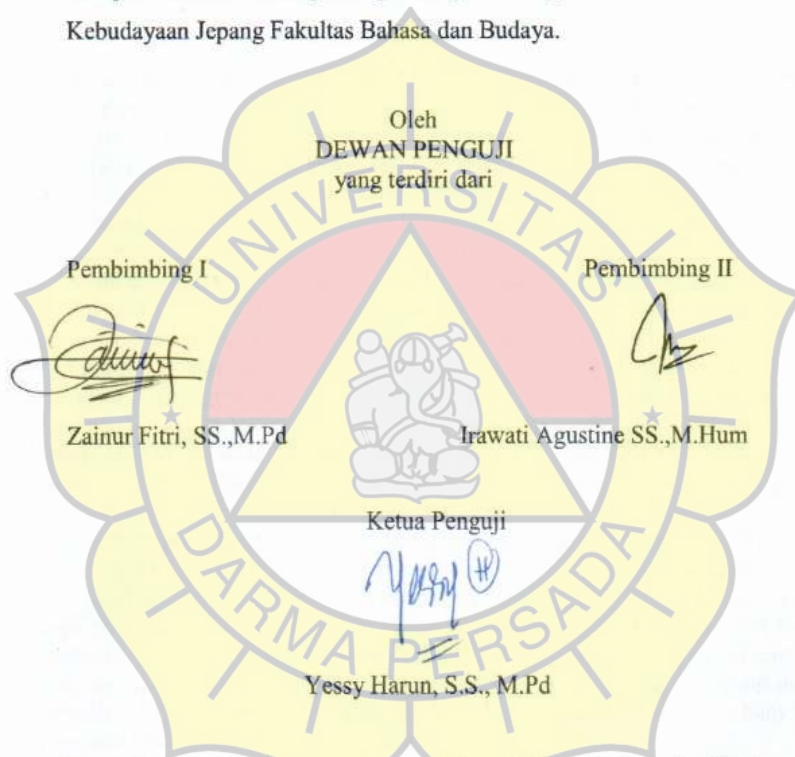 Kebudayaan Jepang Fakultas Bahasa dan Budaya.
Oleh
DEWAN PENGUJI
yang terdiri dari
UNIVERSITAS
Pembimbing I
Pembimbing II
Zainur Fitri, SS.,M.Pd
Irawati Agustine SS.,M.Hum
Ketua Penguji
Yessy H
DARMA PERSADA
Yessy Harun, S.S., M.Pd